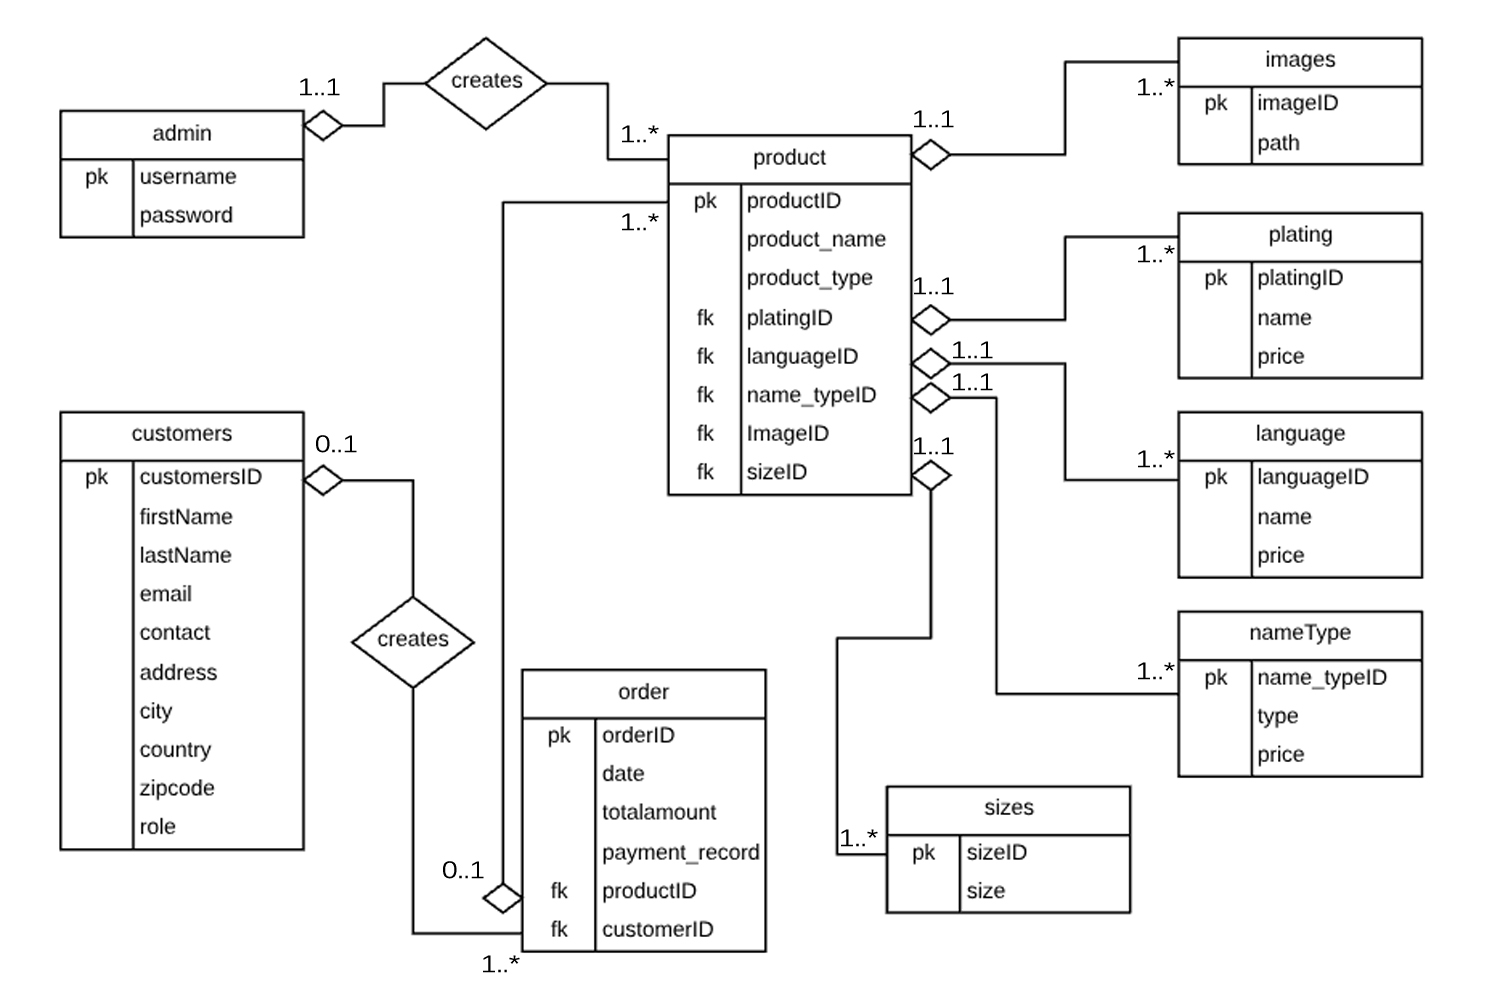 creates
1..1
1..*
admin
pk username
password
product
pk productID
product_name
product_type
fk platingID
fk languageID
fk name_typeID
fk ImageID
fk sizeID
1..1
1..*
images
pk imageID
path
1..1
1..*
plating
pk platingID
name
price
1..1
1..*
language
pk languageID
name
price
1..1
1..*
nameType
pk name_typeID
type
price
1..1
1..*
sizes
pk sizeID
size
1..*
0..1
customers
pk customersID
firstName
lastName
email
contact
address
city
country
zipcode
role
0..1
creates
1..*
order
pk orderID
date
totalamount
payment_record
fk productID
fk customerID